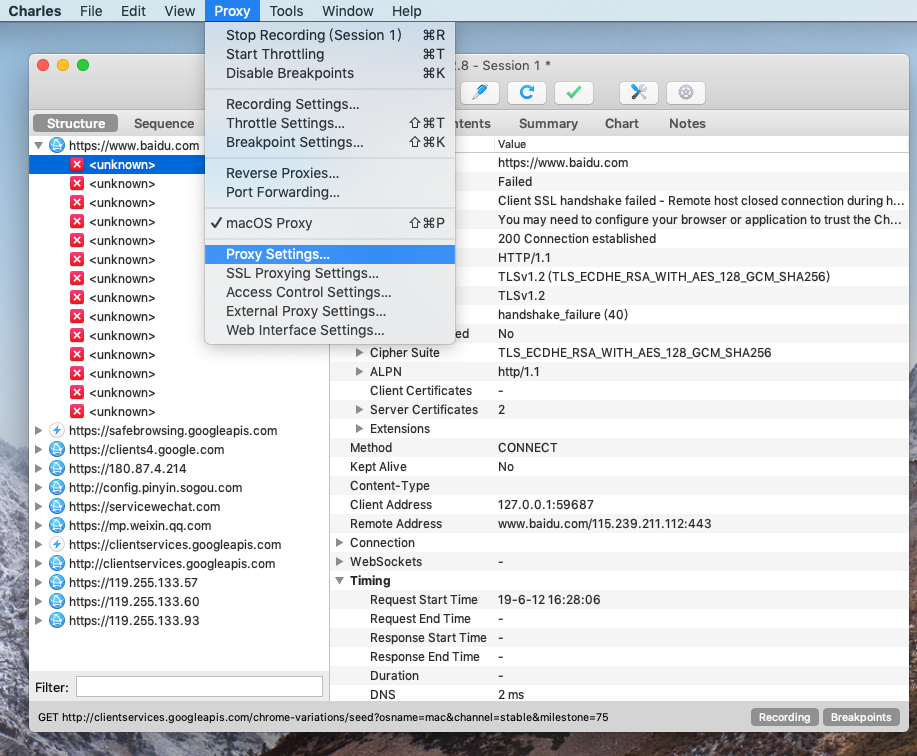 Charles File Edit View Proxy Tools Window Help
Stop Recording (Session 1) ⌘R
Start Throttling ⌘T
Disable Breakpoints ⌘K
Recording Settings...
Throttle Settings... ⇧⌘T
Breakpoint Settings... ⇧⌘K
Reverse Proxies...
Port Forwarding...
✓ macOS Proxy ⇧⌘P
Proxy Settings...
SSL Proxying Settings...
Access Control Settings...
External Proxy Settings...
Web Interface Settings...
2.8 - Session 1 *
Structure Sequence
ntents Summary Chart Notes
https://www.baidu.com
<unknown>
<unknown>
<unknown>
<unknown>
<unknown>
<unknown>
<unknown>
<unknown>
<unknown>
<unknown>
<unknown>
<unknown>
<unknown>
<unknown>
https://safebrowsing.googleapis.com
https://clients4.google.com
https://180.87.4.214
http://config.pinyin.sogou.com
https://servicewechat.com
https://mp.weixin.qq.com
https://clientservices.googleapis.com
http://clientservices.googleapis.com
https://119.255.133.57
https://119.255.133.60
https://119.255.133.93
Filter:
Value
https://www.baidu.com
Failed
Client SSL handshake failed - Remote host closed connection during h...
You may need to configure your browser or application to trust the Ch...
200 Connection established
HTTP/1.1
TLSv1.2 (TLS_ECDHE_RSA_WITH_AES_128_GCM_SHA256)
TLSv1.2
handshake_failure (40)
ed No
Cipher Suite TLS_ECDHE_RSA_WITH_AES_128_GCM_SHA256
ALPN http/1.1
Client Certificates -
Server Certificates 2
Extensions
Method CONNECT
Kept Alive No
Content-Type
Client Address 127.0.0.1:59687
Remote Address www.baidu.com/115.239.211.112:443
Connection
WebSockets -
Timing
Request Start Time 19-6-12 16:28:06
Request End Time -
Response Start Time -
Response End Time -
Duration -
DNS 2 ms
GET http://clientservices.googleapis.com/chrome-variations/seed?osname=mac&channel=stable&milestone=75
Recording Breakpoints